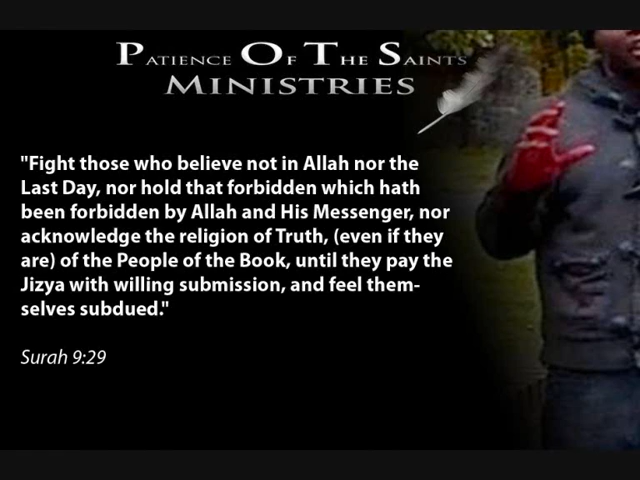 PATIENCE OF THE SAINTS
MINISTRIES
"Fight those who believe not in Allah nor the
Last Day, nor hold that forbidden which hath
been forbidden by Allah and His Messenger, nor
acknowledge the religion of Truth, (even if they
are) of the People of the Book, until they pay the
Jizya with willing submission, and feel them-
selves subdued."
Surah 9:29